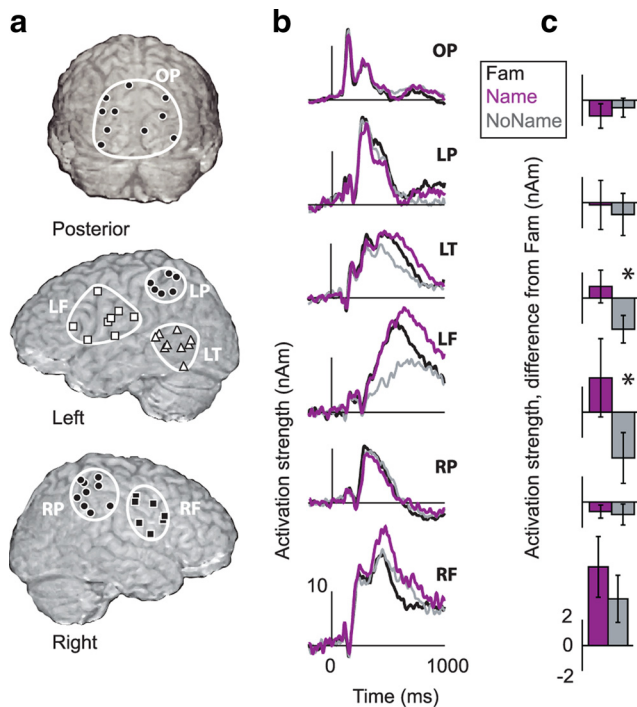 a
OP
Posterior
LF
LP
LT
Left
RP
RF
Right
b
OP
LP
LT
LF
RP
RF
10
0
1000
Time (ms)
Activation strength (nAm)
Fam
Name
NoName
c
*
*
2
0
-2
Activation strength, difference from Fam (nAm)